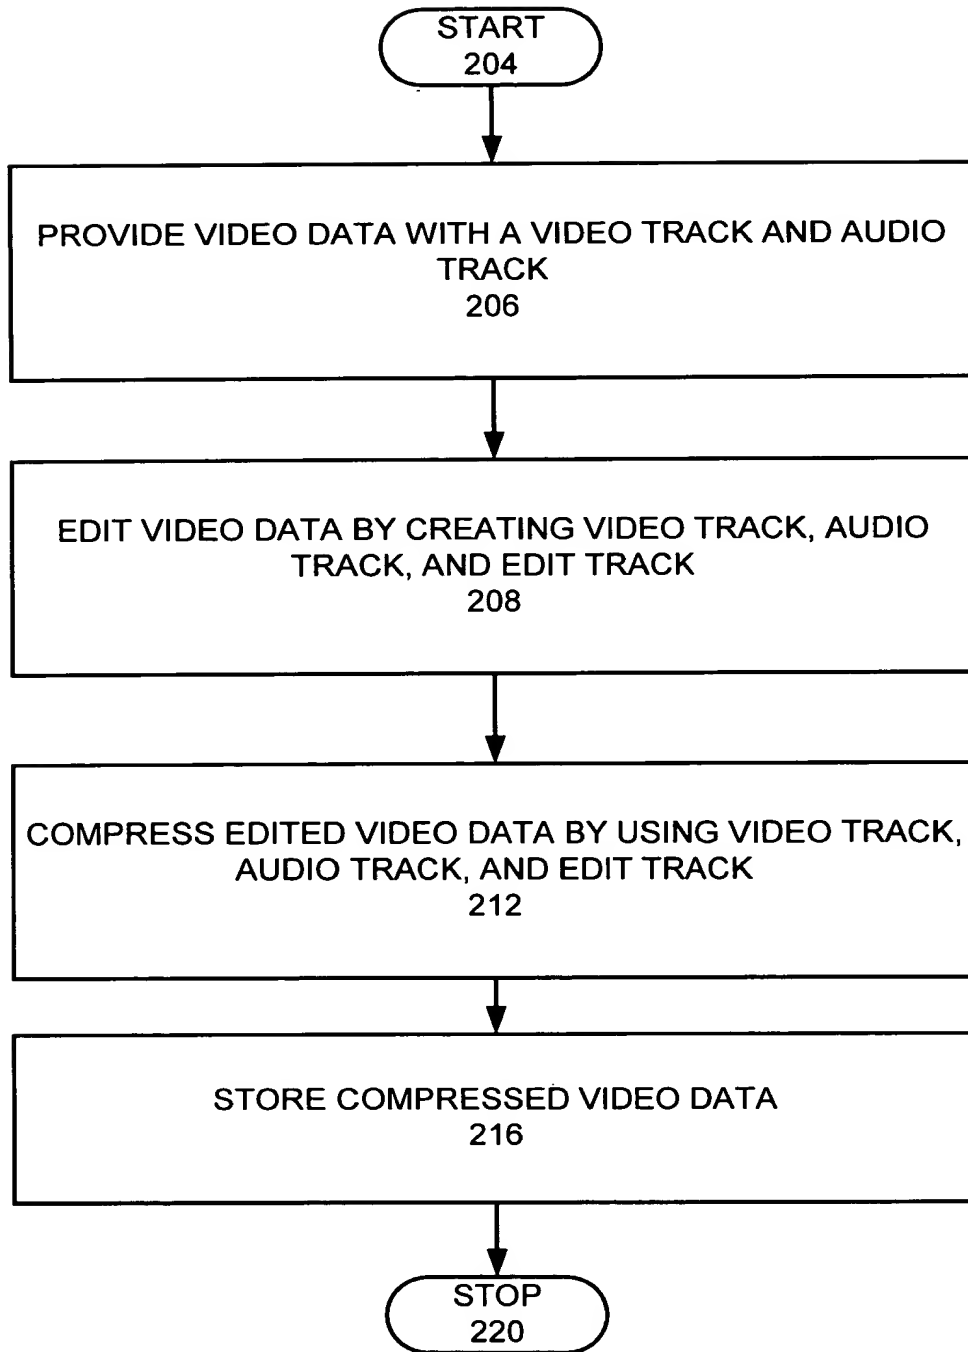 START
204
PROVIDE VIDEO DATA WITH A VIDEO TRACK AND AUDIO
TRACK
206
EDIT VIDEO DATA BY CREATING VIDEO TRACK, AUDIO
TRACK, AND EDIT TRACK
208
COMPRESS EDITED VIDEO DATA BY USING VIDEO TRACK,
AUDIO TRACK, AND EDIT TRACK
212
STORE COMPRESSED VIDEO DATA
216
STOP
220